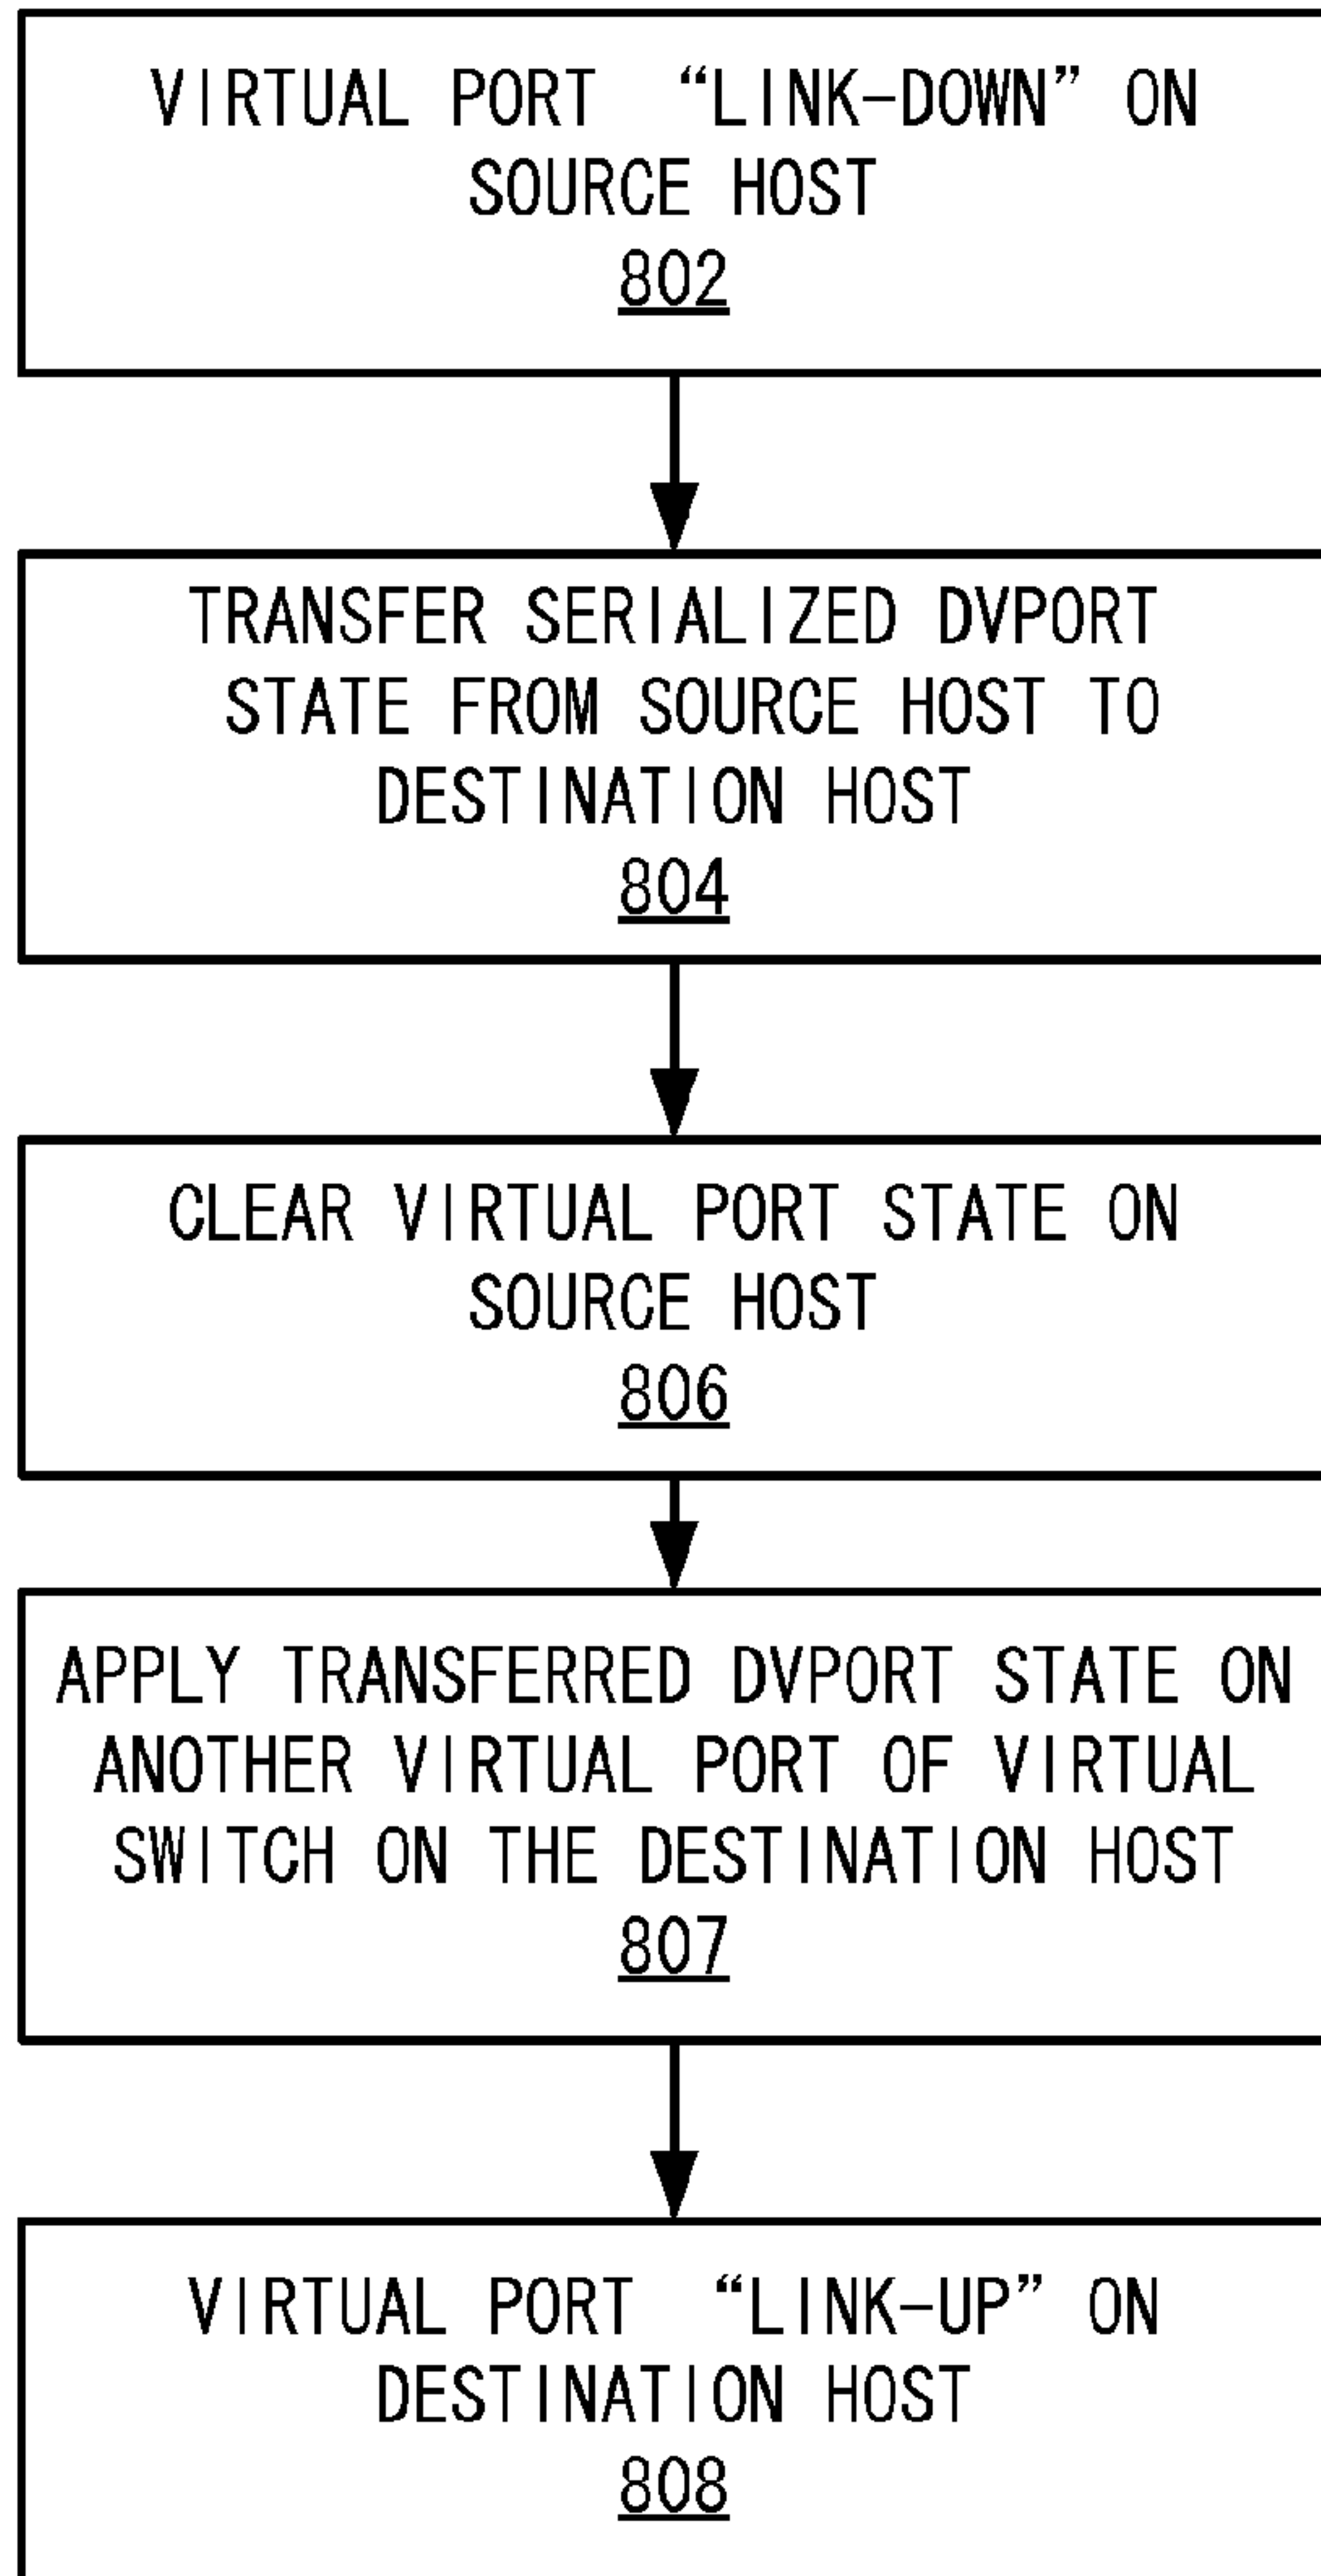 VIRTUAL PORT “LINK-DOWN” ON
SOURCE HOST
802
TRANSFER SERIALIZED DVPORT
STATE FROM SOURCE HOST TO
DESTINATION HOST
804
CLEAR VIRTUAL PORT STATE ON
SOURCE HOST
806
APPLY TRANSFERRED DVPORT STATE ON
ANOTHER VIRTUAL PORT OF VIRTUAL
SWITCH ON THE DESTINATION HOST
807
VIRTUAL PORT “LINK-UP” ON
DESTINATION HOST
808